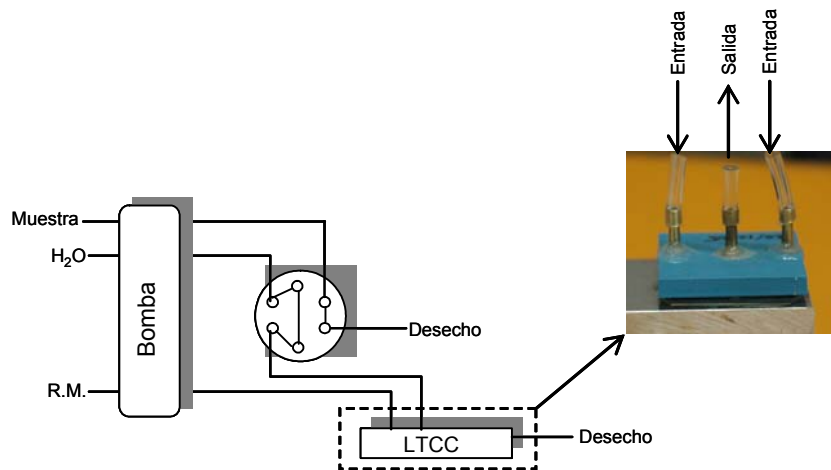 Entrada
Salida
Entrada
Muestra
H₂O
Bomba
Desecho
R.M.
LTCC
Desecho